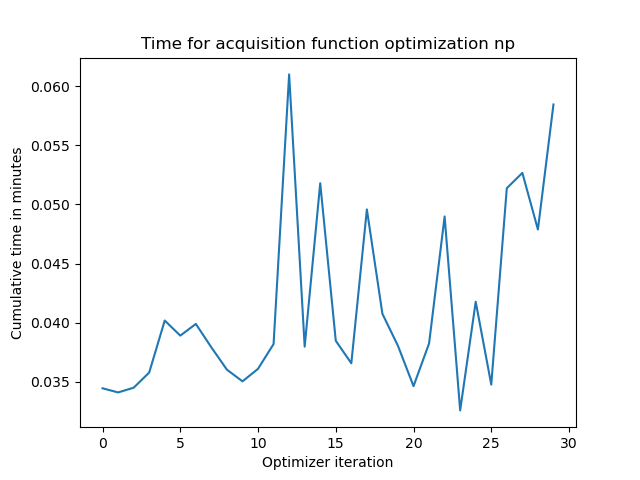 Time for acquisition function optimization np
Cumulative time in minutes
0.060
0.055
0.050
0.045
0.040
0.035
0 5 10 15 20 25 30
Optimizer iteration